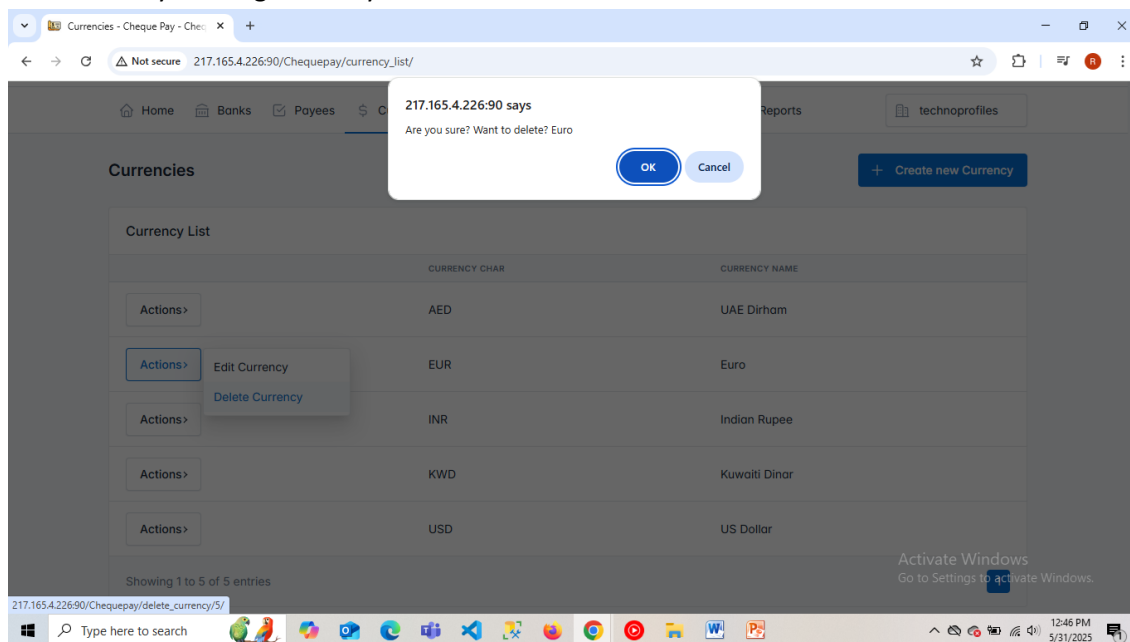 Currencies - Cheque Pay - Cheq
Not secure 217.165.4.226:90/Chequepay/currency_list/
R
Home Banks Payees $ C Reports technoprofiles
217.165.4.226:90 says
Are you sure? Want to delete? Euro
OK Cancel
Currencies + Create new Currency
Currency List
CURRENCY CHAR CURRENCY NAME
Actions> AED UAE Dirham
Actions> EUR Euro
Edit Currency
Delete Currency
Actions> INR Indian Rupee
Actions> KWD Kuwaiti Dinar
Actions> USD US Dollar
Activate Windows
Showing 1 to 5 of 5 entries 1
Go to Settings to activate Windows.
217.165.4.226:90/Chequepay/delete_currency/5/
Type here to search
12:46 PM
5/31/2025